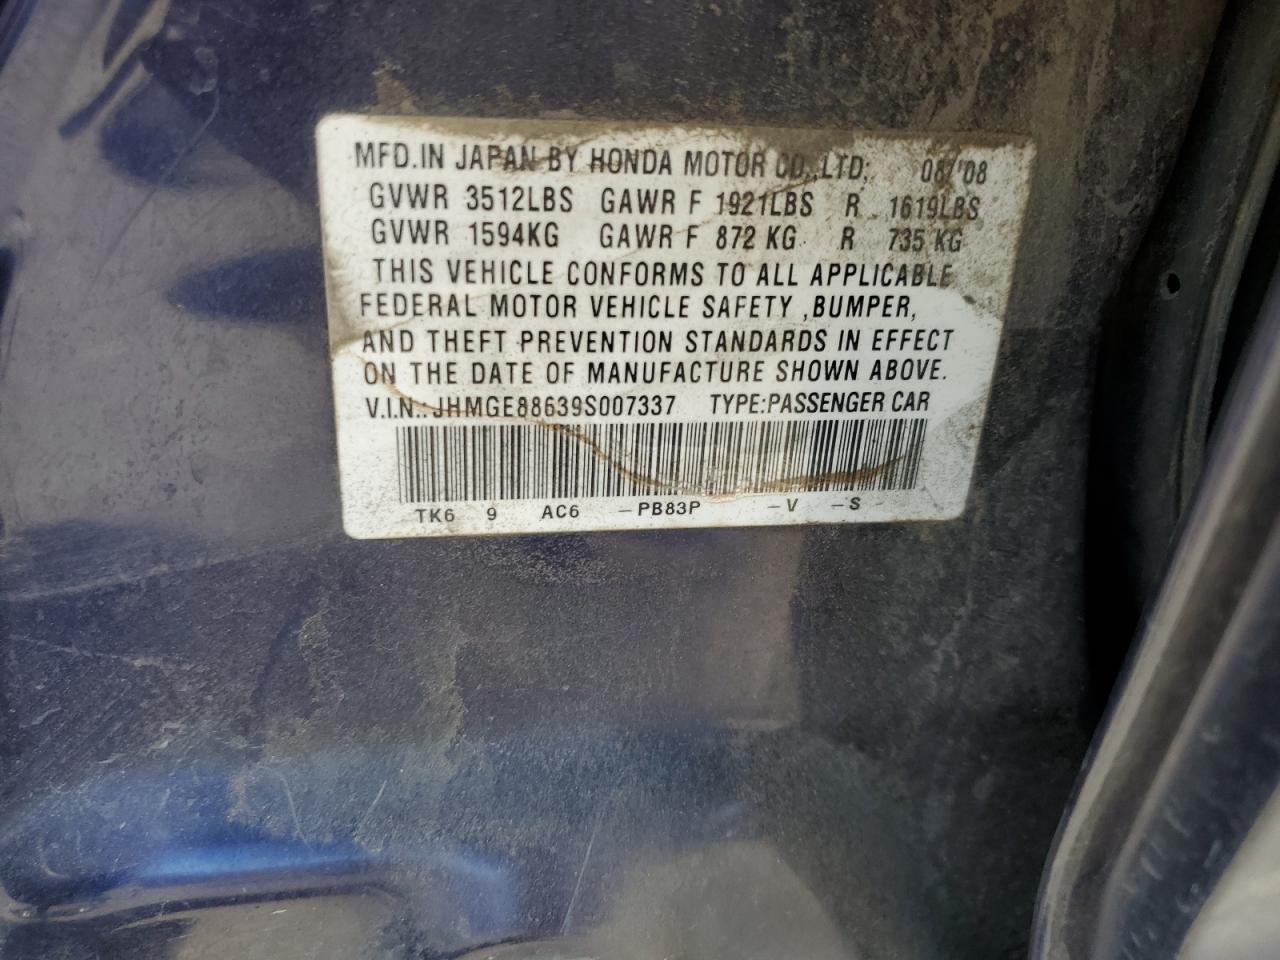 MFD.IN JAPAN BY HONDA MOTOR CO.,LTD; 08/'08
GVWR 3512LBS GAWR F 1921LBS R 1619LBS
GVWR 1594KG GAWR F 872 KG R 735 KG
THIS VEHICLE CONFORMS TO ALL APPLICABLE
FEDERAL MOTOR VEHICLE SAFETY ,BUMPER,
AND THEFT PREVENTION STANDARDS IN EFFECT
ON THE DATE OF MANUFACTURE SHOWN ABOVE.
V.I.N.: JHMGE88639S007337 TYPE:PASSENGER CAR
TK6 9 AC6 -PB83P -V -S